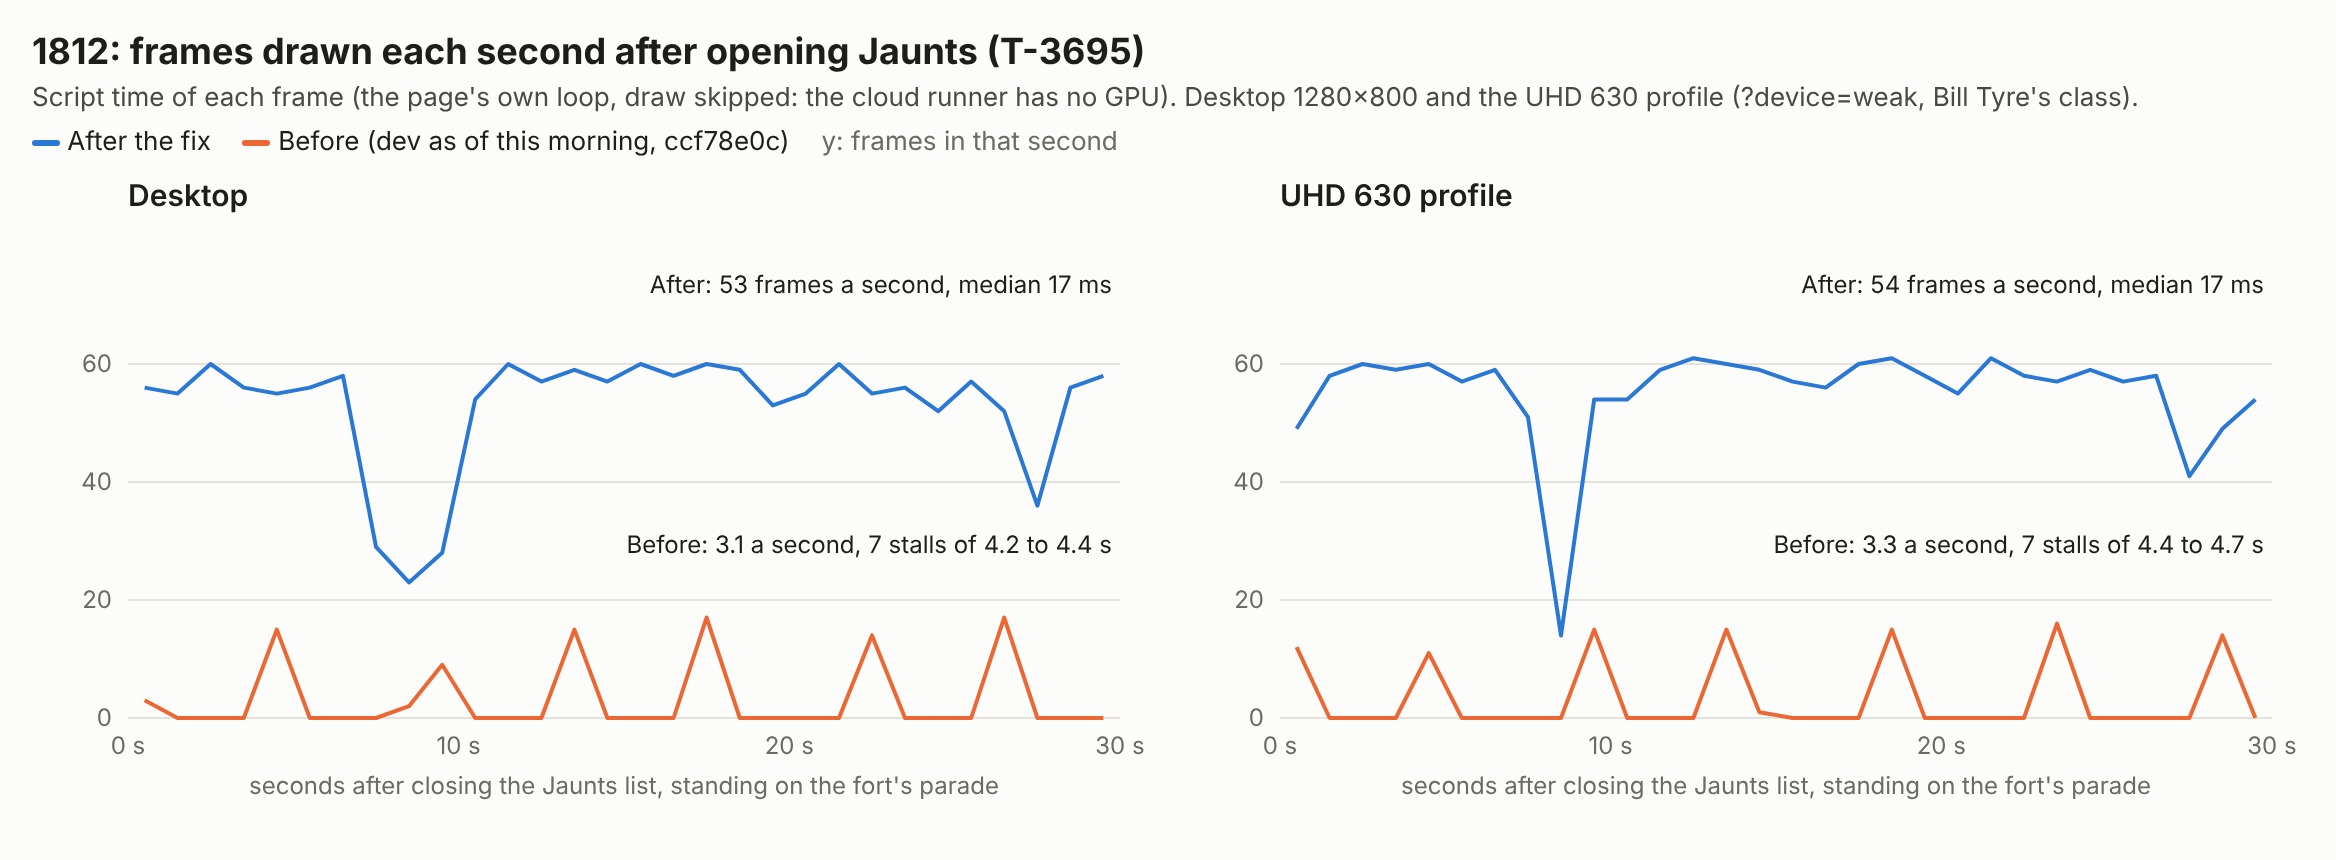 1812: frames drawn each second after opening Jaunts (T-3695)
Script time of each frame (the page's own loop, draw skipped: the cloud runner has no GPU). Desktop 1280×800 and the UHD 630 profile (?device=weak, Bill Tyre's class).
After the fix Before (dev as of this morning, ccf78e0c) y: frames in that second
Desktop
After: 53 frames a second, median 17 ms
60
40
Before: 3.1 a second, 7 stalls of 4.2 to 4.4 s
20
0
0 s 10 s 20 s 30 s
seconds after closing the Jaunts list, standing on the fort's parade
UHD 630 profile
After: 54 frames a second, median 17 ms
60
40
Before: 3.3 a second, 7 stalls of 4.4 to 4.7 s
20
0
0 s 10 s 20 s 30 s
seconds after closing the Jaunts list, standing on the fort's parade